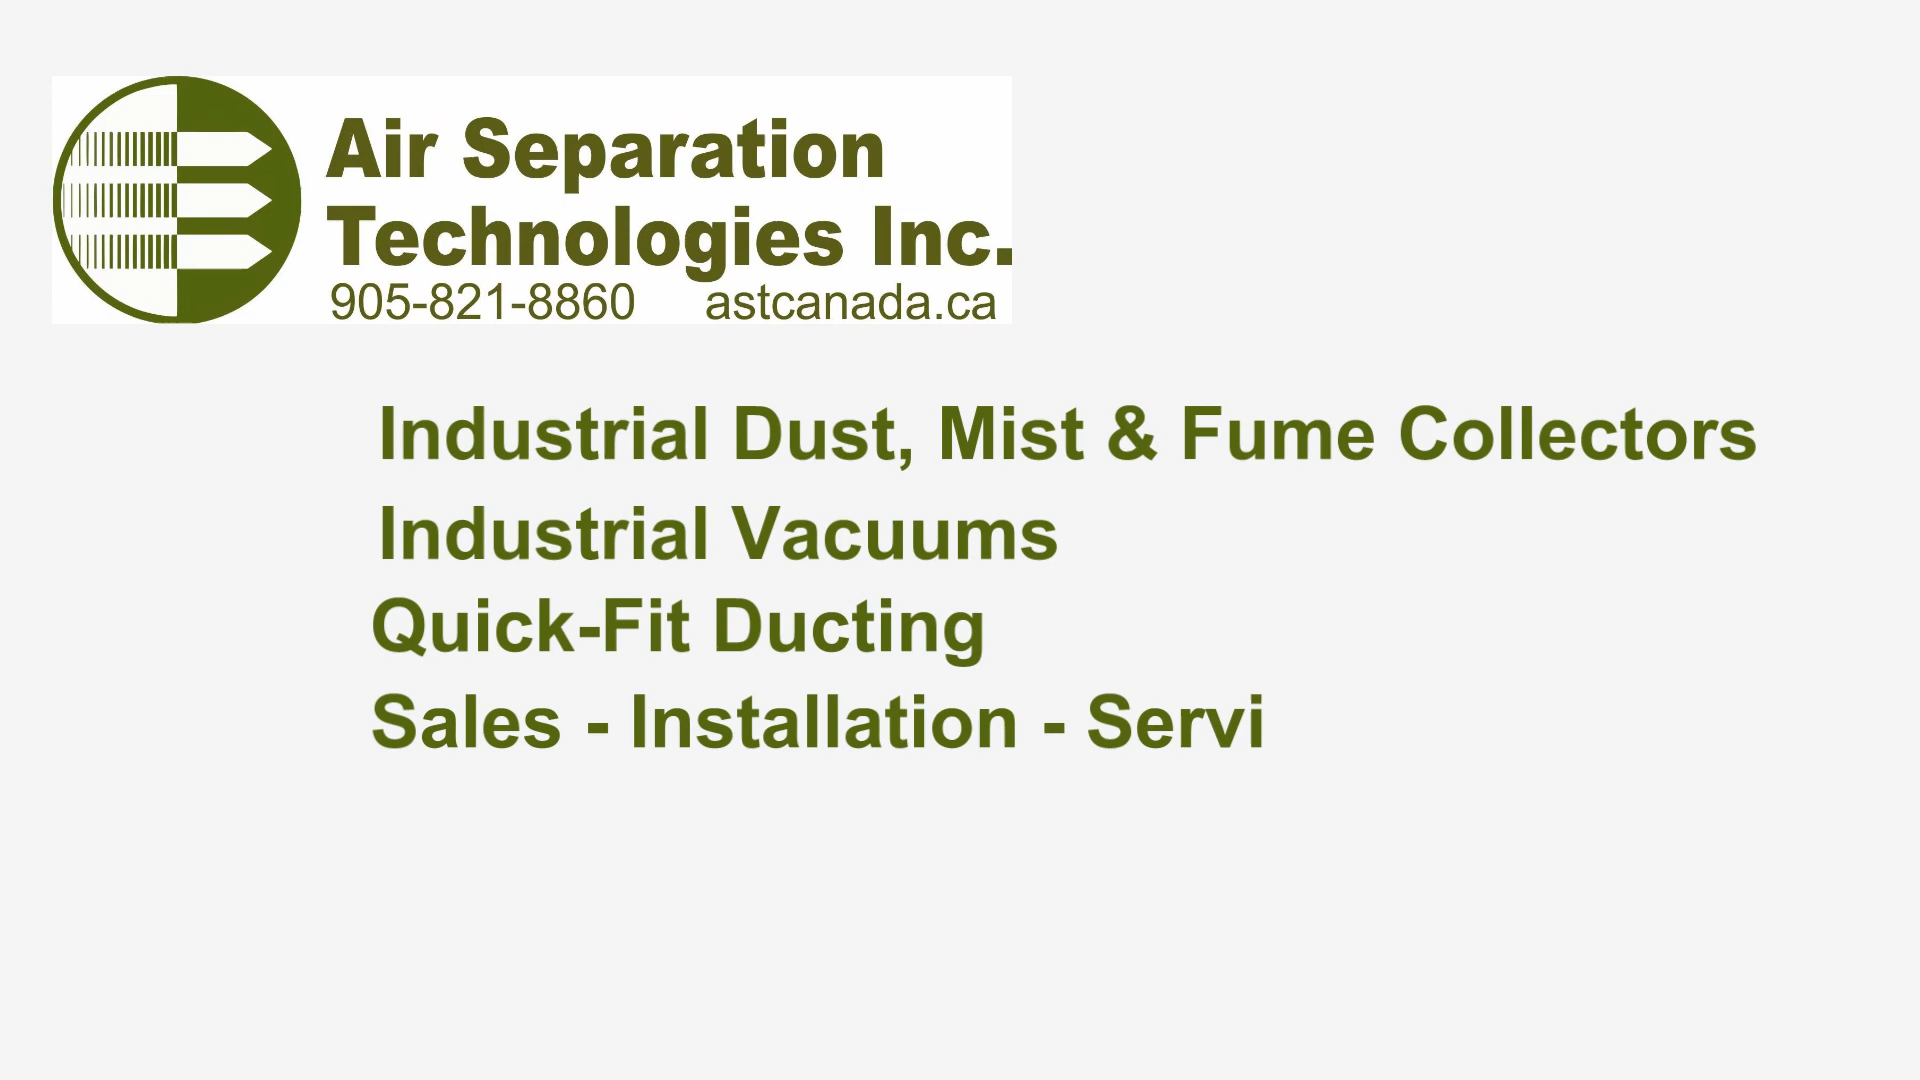 Air Separation
Technologies Inc.
905-821-8860 astcanada.ca
Industrial Dust, Mist & Fume Collectors
Industrial Vacuums
Quick-Fit Ducting
Sales - Installation - Servi